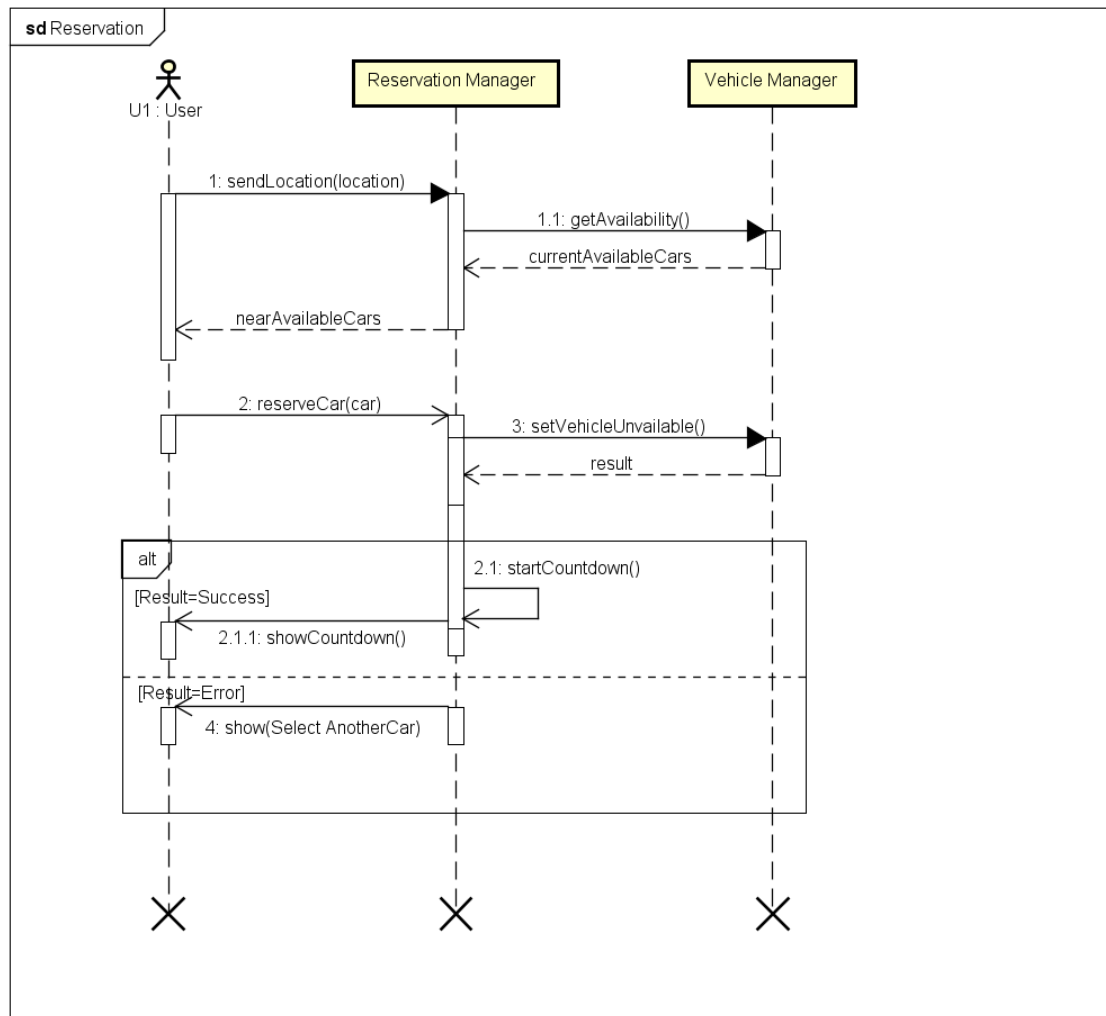 sd Reservation
U1 : User
Reservation Manager
Vehicle Manager
1: sendLocation(location)
1.1: getAvailability()
currentAvailableCars
nearAvailableCars
2: reserveCar(car)
3: setVehicleUnvailable()
result
alt
2.1: startCountdown()
[Result=Success]
2.1.1: showCountdown()
[Result=Error]
4: show(Select AnotherCar)